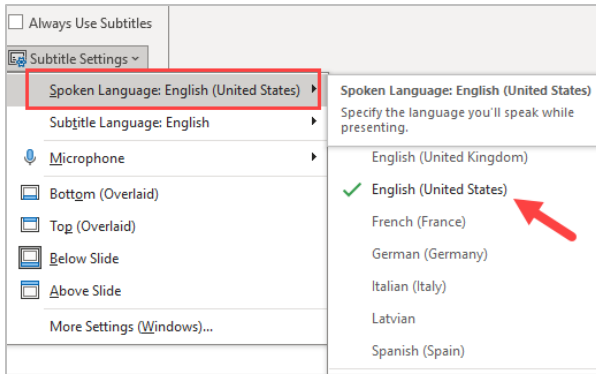 Always Use Subtitles
Subtitle Settings
Spoken Language: English (United States)
Subtitle Language: English
Microphone
Bottom (Overlaid)
Top (Overlaid)
Below Slide
Above Slide
More Settings (Windows)...
Spoken Language: English (United States)
Specify the language you'll speak while
presenting.
English (United Kingdom)
English (United States)
French (France)
German (Germany)
Italian (Italy)
Latvian
Spanish (Spain)